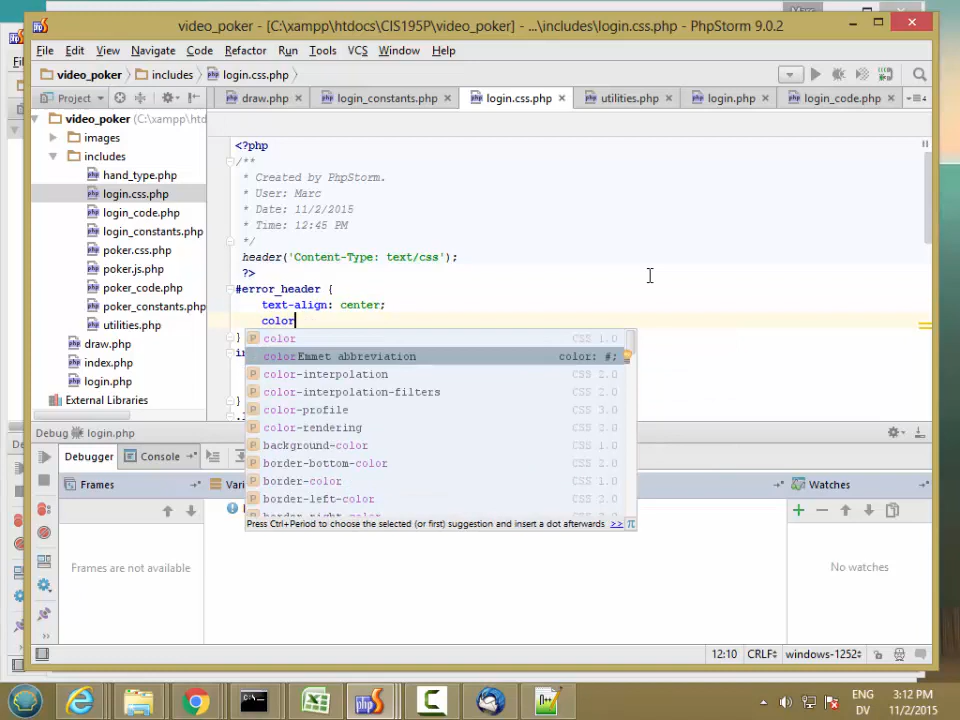 video_poker - [C:\xampp\htdocs\CIS195P\video_poker] - ...\includes\login.css.php - PhpStorm 9.0.2
File Edit View Navigate Code Refactor Run Tools VCS Window Help
video_poker includes login.css.php
Project draw.php login_constants.php login.css.php utilities.php login.php login_code.php
video_poker (C:\xampp\htd
images
includes
hand_type.php
login.css.php
login_code.php
login_constants.php
poker.css.php
poker.js.php
poker_code.php
poker_constants.php
utilities.php
draw.php
index.php
login.php
External Libraries
<?php
/**
* Created by PhpStorm.
* User: Marc
* Date: 11/2/2015
* Time: 12:45 PM
*/
header('Content-Type: text/css');
?>
#error_header {
text-align: center;
color
}
color CSS 1.0
colorEmmet abbreviation color: #;
color-interpolation CSS 2.0
color-interpolation-filters CSS 2.0
color-profile CSS 3.0
color-rendering CSS 2.0
background-color CSS 1.0
border-bottom-color CSS 2.0
border-color CSS 1.0
border-left-color CSS 2.0
Press Ctrl+Period to choose the selected (or first) suggestion and insert a dot afterwards >> π
Debug login.php
Debugger Console
Frames Vari Watches
Frames are not available No watches
12:10 CRLF windows-1252
ENG 3:12 PM
DV 11/2/2015